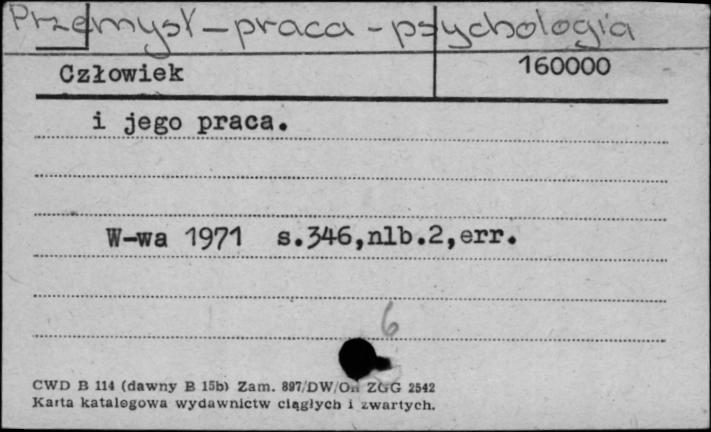 Przemysł - praca - psychologia
Człowiek 160000
i jego praca.
W-wa 1971 s.346,nlb.2,err.
6
CWD B 114 (dawny B 15b) Zam. 897/DW/On ZGG 2542
Karta katalogowa wydawnictw ciągłych i zwartych.